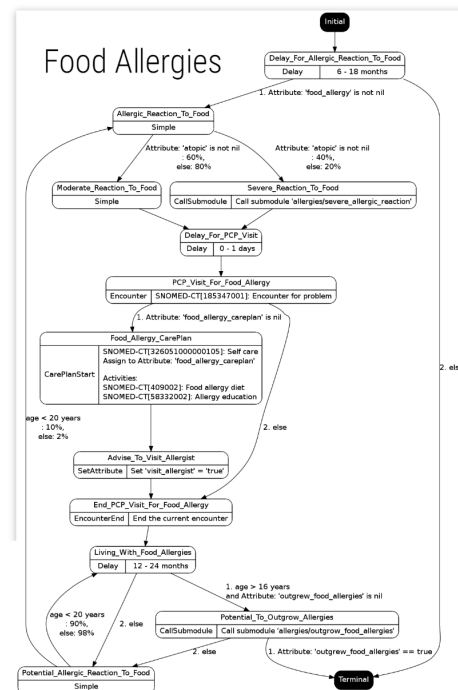 Initial
Food Allergies
Delay_For_Allergic_Reaction_To_Food
Delay
6 - 18 months
1. Attribute: 'food_allergy' is not nil
Allergic_Reaction_To_Food
Simple
Attribute: 'atopic' is not nil
: 60%,
else: 80%
Attribute: 'atopic' is not nil
: 40%,
else: 20%
Moderate_Reaction_To_Food
Simple
Severe_Reaction_To_Food
CallSubmodule
Call submodule 'allergies/severe_allergic_reaction'
Delay_For_PCP_Visit
Delay
0 - 1 days
PCP_Visit_For_Food_Allergy
Encounter
SNOMED-CT[185347001]: Encounter for problem
1. Attribute: 'food_allergy_careplan' is nil
Food_Allergy_CarePlan
CarePlanStart
SNOMED-CT[326051000000105]: Self care
Assign to Attribute: 'food_allergy_careplan'
Activities:
SNOMED-CT[409002]: Food allergy diet
SNOMED-CT[58332002]: Allergy education
2. els
age < 20 years
: 10%,
else: 2%
2. else
Advise_To_Visit_Allergist
SetAttribute
Set 'visit_allergist' = 'true'
End_PCP_Visit_For_Food_Allergy
EncounterEnd
End the current encounter
Living_With_Food_Allergies
Delay
12 - 24 months
1. age > 16 years
and Attribute: 'outgrew_food_allergies' is nil
age < 20 years
: 90%,
else: 98%
2. else
Potential_To_Outgrow_Allergies
CallSubmodule
Call submodule 'allergies/outgrow_food_allergies'
2. else
1. Attribute: 'outgrew_food_allergies' == true
Potential_Allergic_Reaction_To_Food
Simple
Terminal